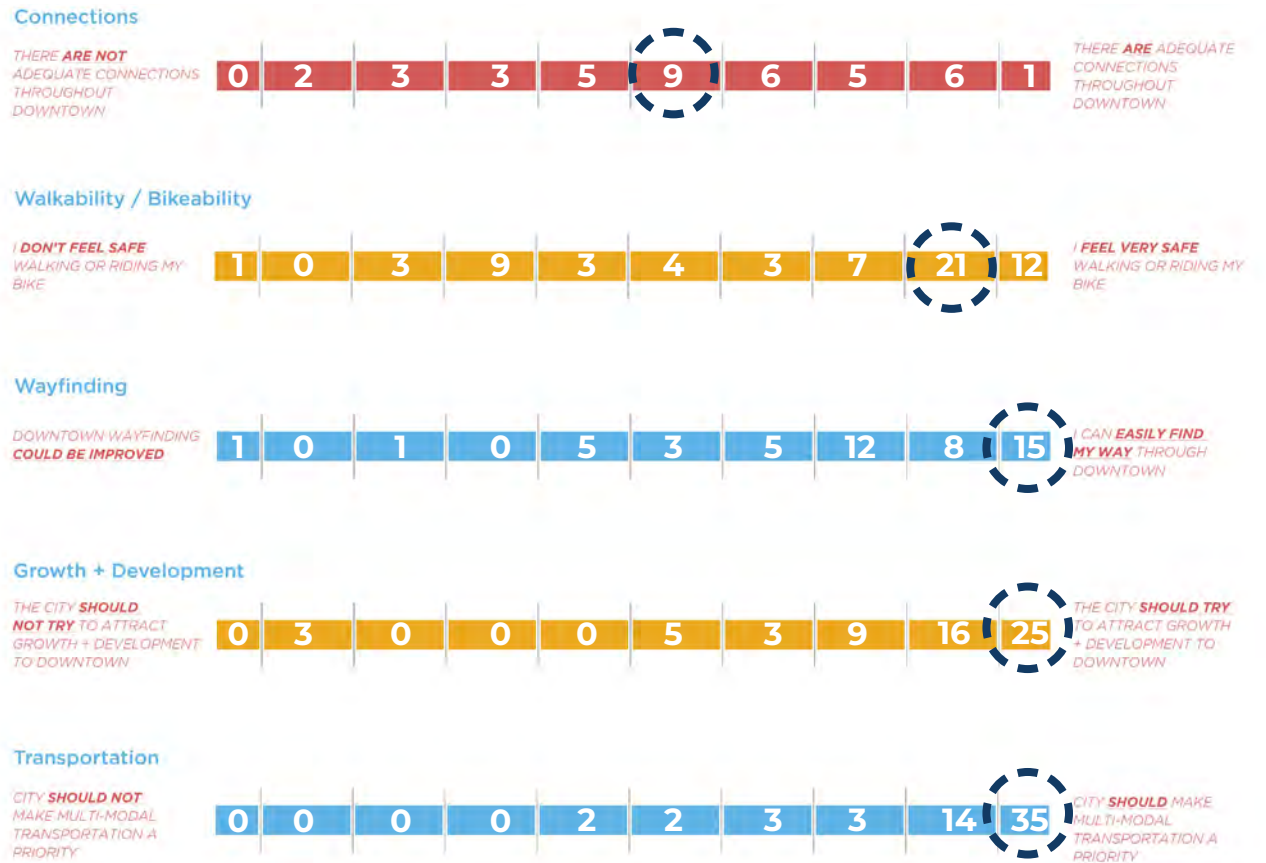 Connections
THERE ARE NOT
ADEQUATE CONNECTIONS
THROUGHOUT
DOWNTOWN
0 2 3 3 5 9 6 5 6 1
THERE ARE ADEQUATE
CONNECTIONS
THROUGHOUT
DOWNTOWN
Walkability / Bikeability
I DON'T FEEL SAFE
WALKING OR RIDING MY
BIKE
1 0 3 9 3 4 3 7 21 12
I FEEL VERY SAFE
WALKING OR RIDING MY
BIKE
Wayfinding
DOWNTOWN WAYFINDING
COULD BE IMPROVED
1 0 1 0 5 3 5 12 8 15
I CAN EASILY FIND
MY WAY THROUGH
DOWNTOWN
Growth + Development
THE CITY SHOULD
NOT TRY TO ATTRACT
GROWTH + DEVELOPMENT
TO DOWNTOWN
0 3 0 0 0 5 3 9 16 25
THE CITY SHOULD TRY
TO ATTRACT GROWTH
+ DEVELOPMENT TO
DOWNTOWN
Transportation
CITY SHOULD NOT
MAKE MULTI-MODAL
TRANSPORTATION A
PRIORITY
0 0 0 0 2 2 3 3 14 35
CITY SHOULD MAKE
MULTI-MODAL
TRANSPORTATION A
PRIORITY